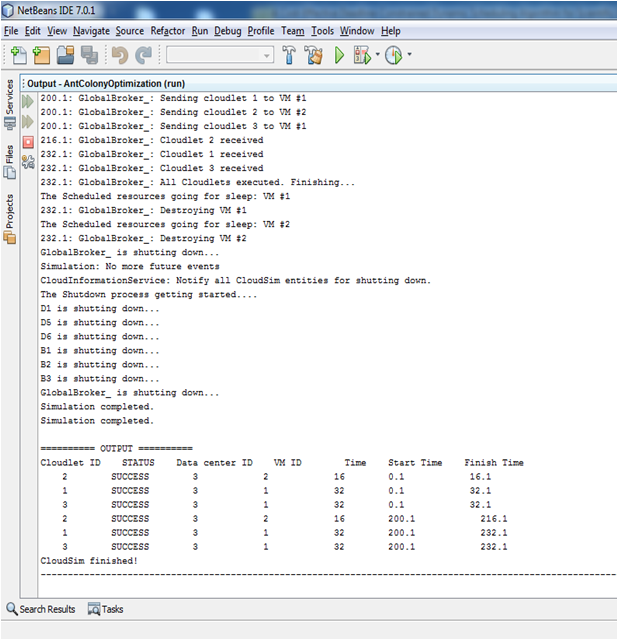 NetBeans IDE 7.0.1
File Edit View Navigate Source Refactor Run Debug Profile Team Tools Window Help
Output - AntColonyOptimization (run)
Services
Files
Projects
200.1: GlobalBroker_: Sending cloudlet 1 to VM #1
200.1: GlobalBroker_: Sending cloudlet 2 to VM #2
200.1: GlobalBroker_: Sending cloudlet 3 to VM #1
216.1: GlobalBroker_: Cloudlet 2 received
232.1: GlobalBroker_: Cloudlet 1 received
232.1: GlobalBroker_: Cloudlet 3 received
232.1: GlobalBroker_: All Cloudlets executed. Finishing...
The Scheduled resources going for sleep: VM #1
232.1: GlobalBroker_: Destroying VM #1
The Scheduled resources going for sleep: VM #2
232.1: GlobalBroker_: Destroying VM #2
GlobalBroker_ is shutting down...
Simulation: No more future events
CloudInformationService: Notify all CloudSim entities for shutting down.
The Shutdown process getting started....
D1 is shutting down...
D5 is shutting down...
D6 is shutting down...
B1 is shutting down...
B2 is shutting down...
B3 is shutting down...
GlobalBroker_ is shutting down...
Simulation completed.
Simulation completed.
========== OUTPUT ==========
Cloudlet ID STATUS Data center ID VM ID Time Start Time Finish Time
2 SUCCESS 3 2 16 0.1 16.1
1 SUCCESS 3 1 32 0.1 32.1
3 SUCCESS 3 1 32 0.1 32.1
2 SUCCESS 3 2 16 200.1 216.1
1 SUCCESS 3 1 32 200.1 232.1
3 SUCCESS 3 1 32 200.1 232.1
CloudSim finished!
Search Results Tasks